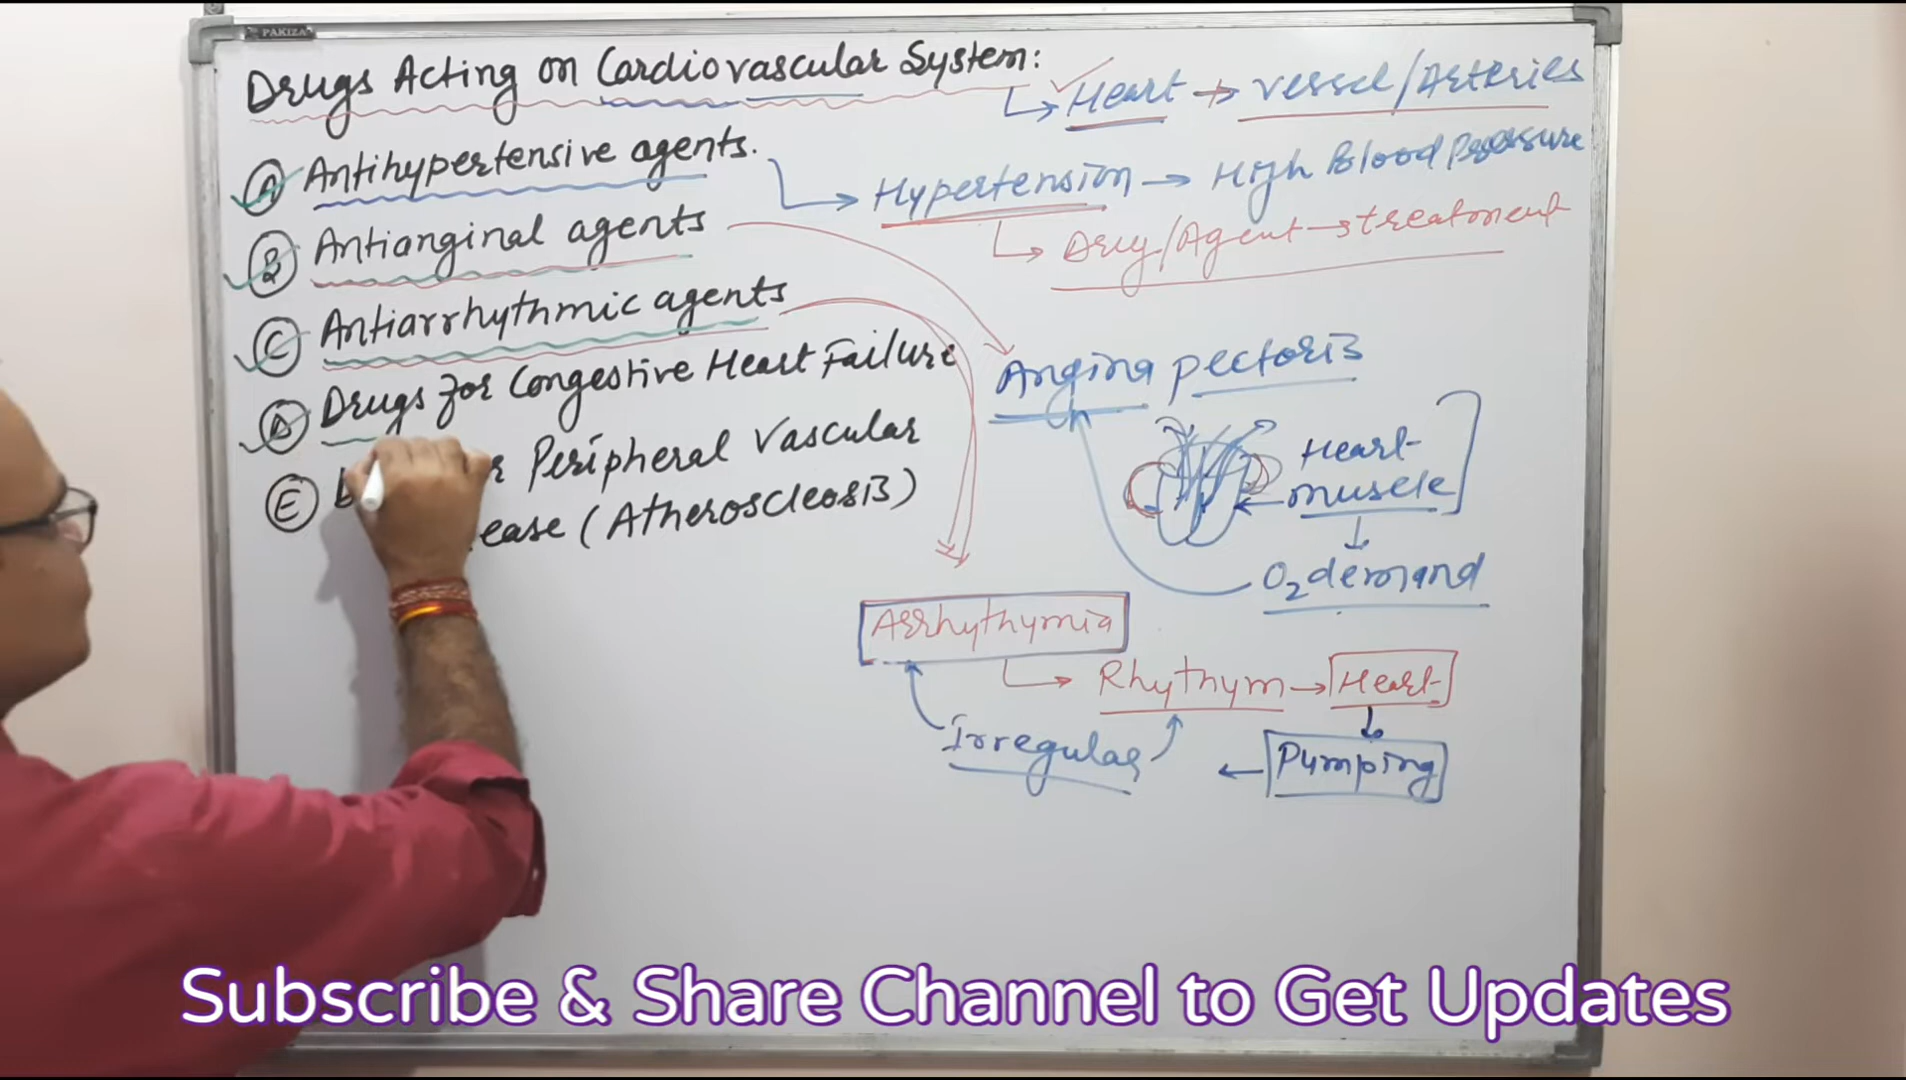 PAKIZA
Drugs Acting on Cardiovascular System:
Heart → vessel/Arteries
A Antihypertensive agents.
Hypertension → High Blood Pressure
Drug/Agent → treatment
B Antianginal agents
C Antiarrhythmic agents
D Drugs for Congestive Heart Failure
E Peripheral Vascular
ease (Atheroscleosis)
Angina pectoris
Heart
muscle
O2 demand
Arrhythymia
Rhythym → Heart
Irregular
Pumping
Subscribe & Share Channel to Get Updates